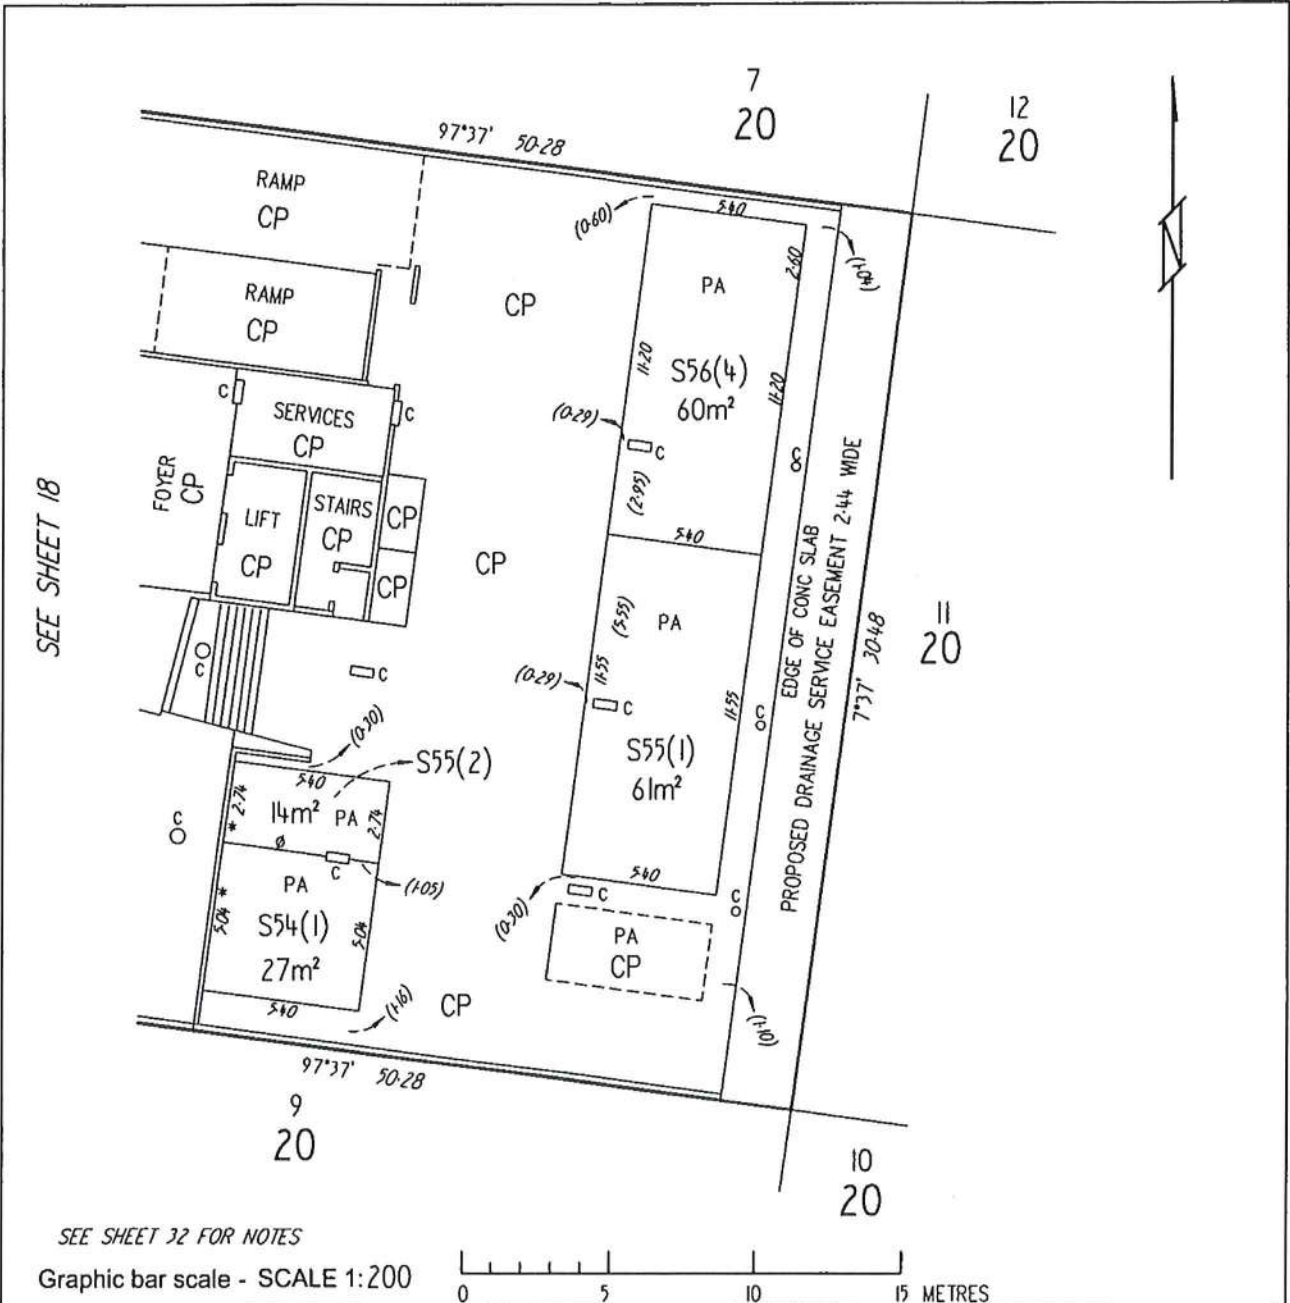 7
20
12
20
97°37' 50·28
RAMP
CP
(0·60)
5·40
(1·04)
2·60
PA
RAMP
CP
CP
11·20
S56(4)
60m²
11·20
C
C
SERVICES
CP
(0·29)
C
C
FOYER
CP
(2·95)
SEE SHEET 18
LIFT
CP
STAIRS
CP
CP
CP
CP
5·40
EDGE OF CONC SLAB
PROPOSED DRAINAGE SERVICE EASEMENT 2·44 WIDE
7°37' 30·48
11
20
(5·55)
PA
11·55
11·55
C
C
(0·29)
C
C
(0·30)
S55(2)
S55(1)
61m²
5·40
2·74
14m²
PA
2·74
*
ø
C
C
(1·05)
5·40
PA
*
5·04
S54(1)
27m²
5·04
(0·30)
C
C
PA
CP
5·40
(1·16)
CP
(1·10)
97°37' 50·28
9
20
10
20
SEE SHEET 32 FOR NOTES
Graphic bar scale - SCALE 1:200
0 5 10 15 METRES